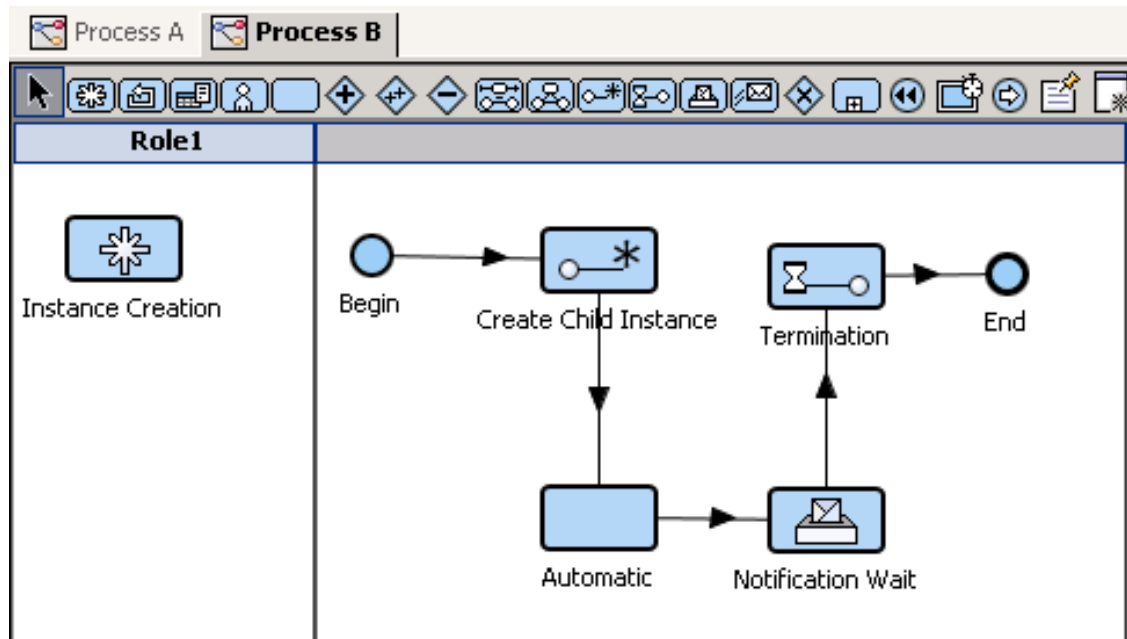 Process A
Process B
Role1
Instance Creation
Begin
Create Child Instance
Termination
End
Automatic
Notification Wait